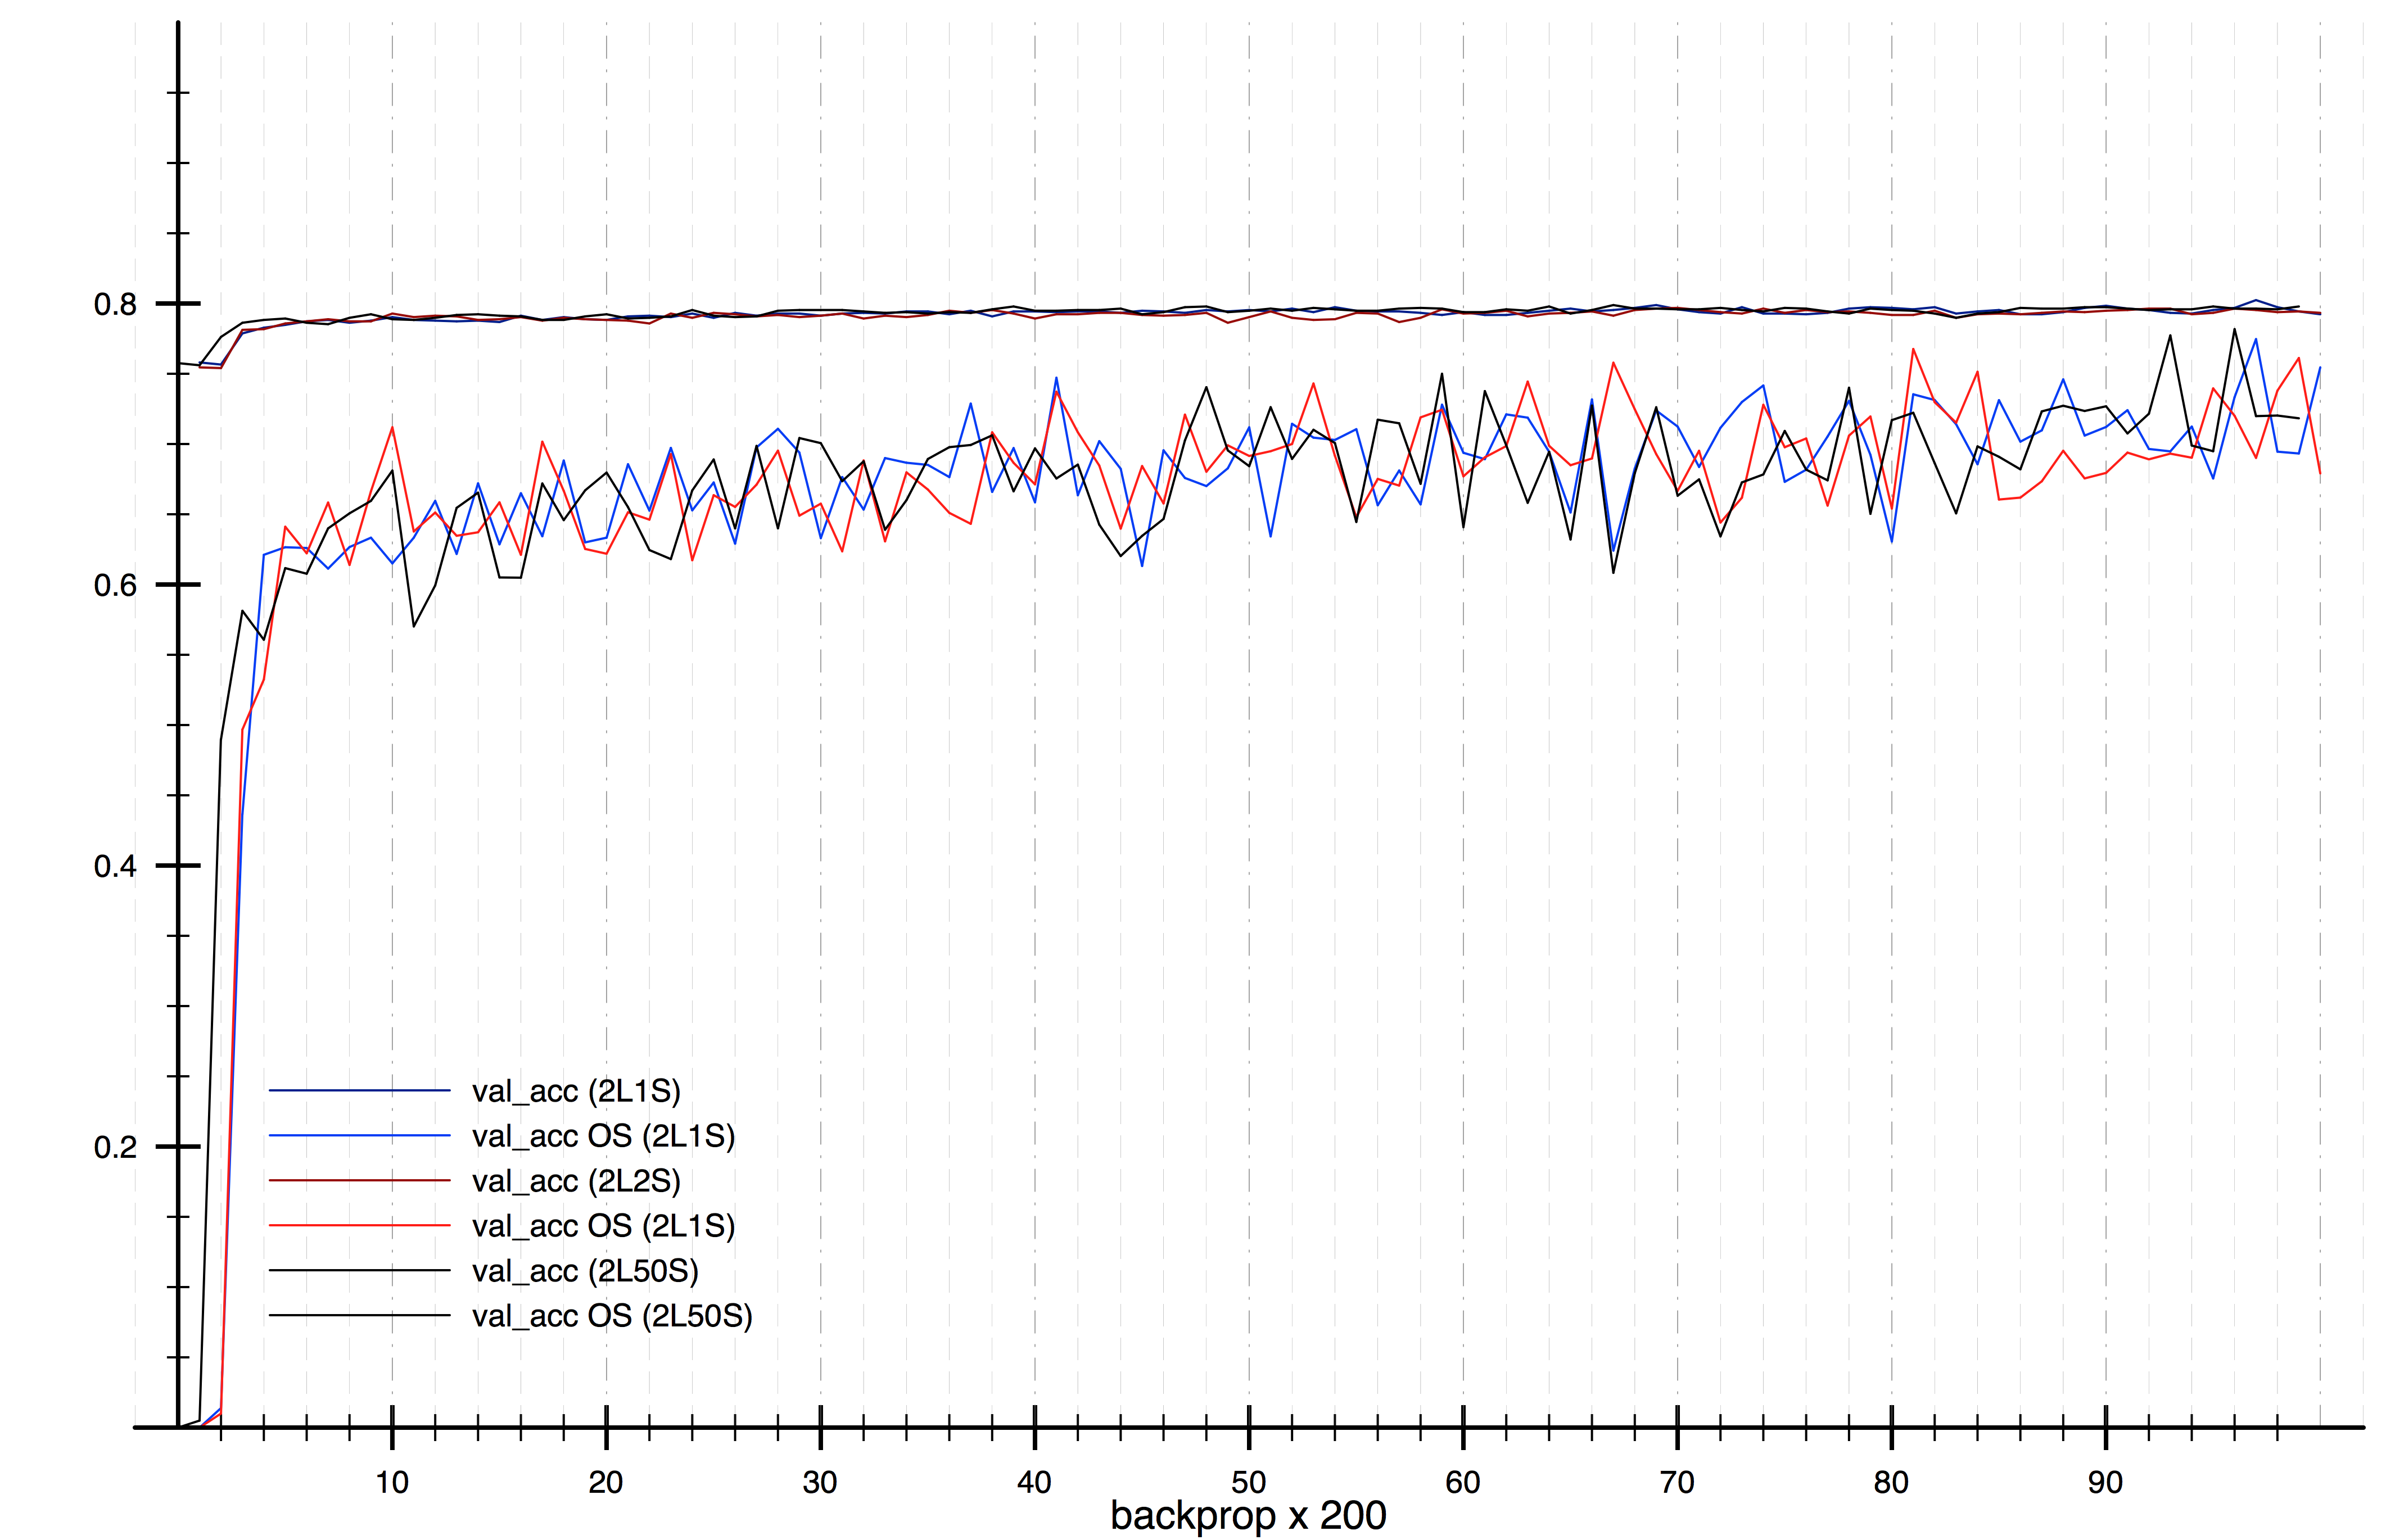 0.8
0.6
0.4
0.2
val_acc (2L1S)
val_acc OS (2L1S)
val_acc (2L2S)
val_acc OS (2L1S)
val_acc (2L50S)
val_acc OS (2L50S)
10 20 30 40 50 60 70 80 90
backprop x 200